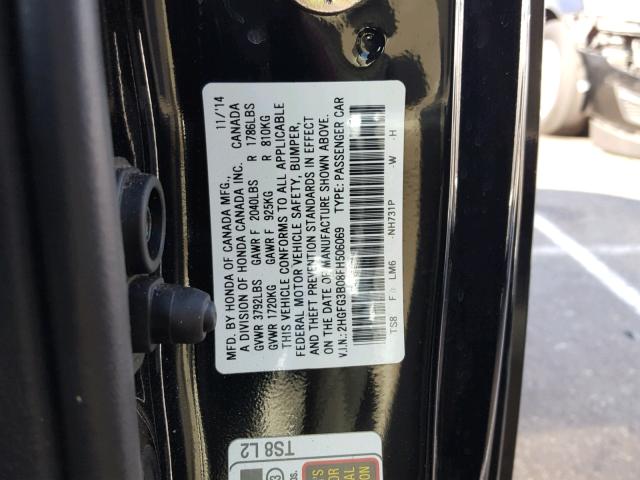 MFD. BY HONDA OF CANADA MFG., 11/'14
A DIVISION OF HONDA CANADA INC. CANADA
GVWR 3792LBS GAWR F 2040LBS R 1786LBS
GVWR 1720KG GAWR F 925KG R 810KG
THIS VEHICLE CONFORMS TO ALL APPLICABLE
FEDERAL MOTOR VEHICLE SAFETY, BUMPER,
AND THEFT PREVENTION STANDARDS IN EFFECT
ON THE DATE OF MANUFACTURE SHOWN ABOVE.
V.I.N.:2HGFG3B08FH506069 TYPE: PASSENGER CAR
TS8 LM6 NH731P -W -H
TS8 L2